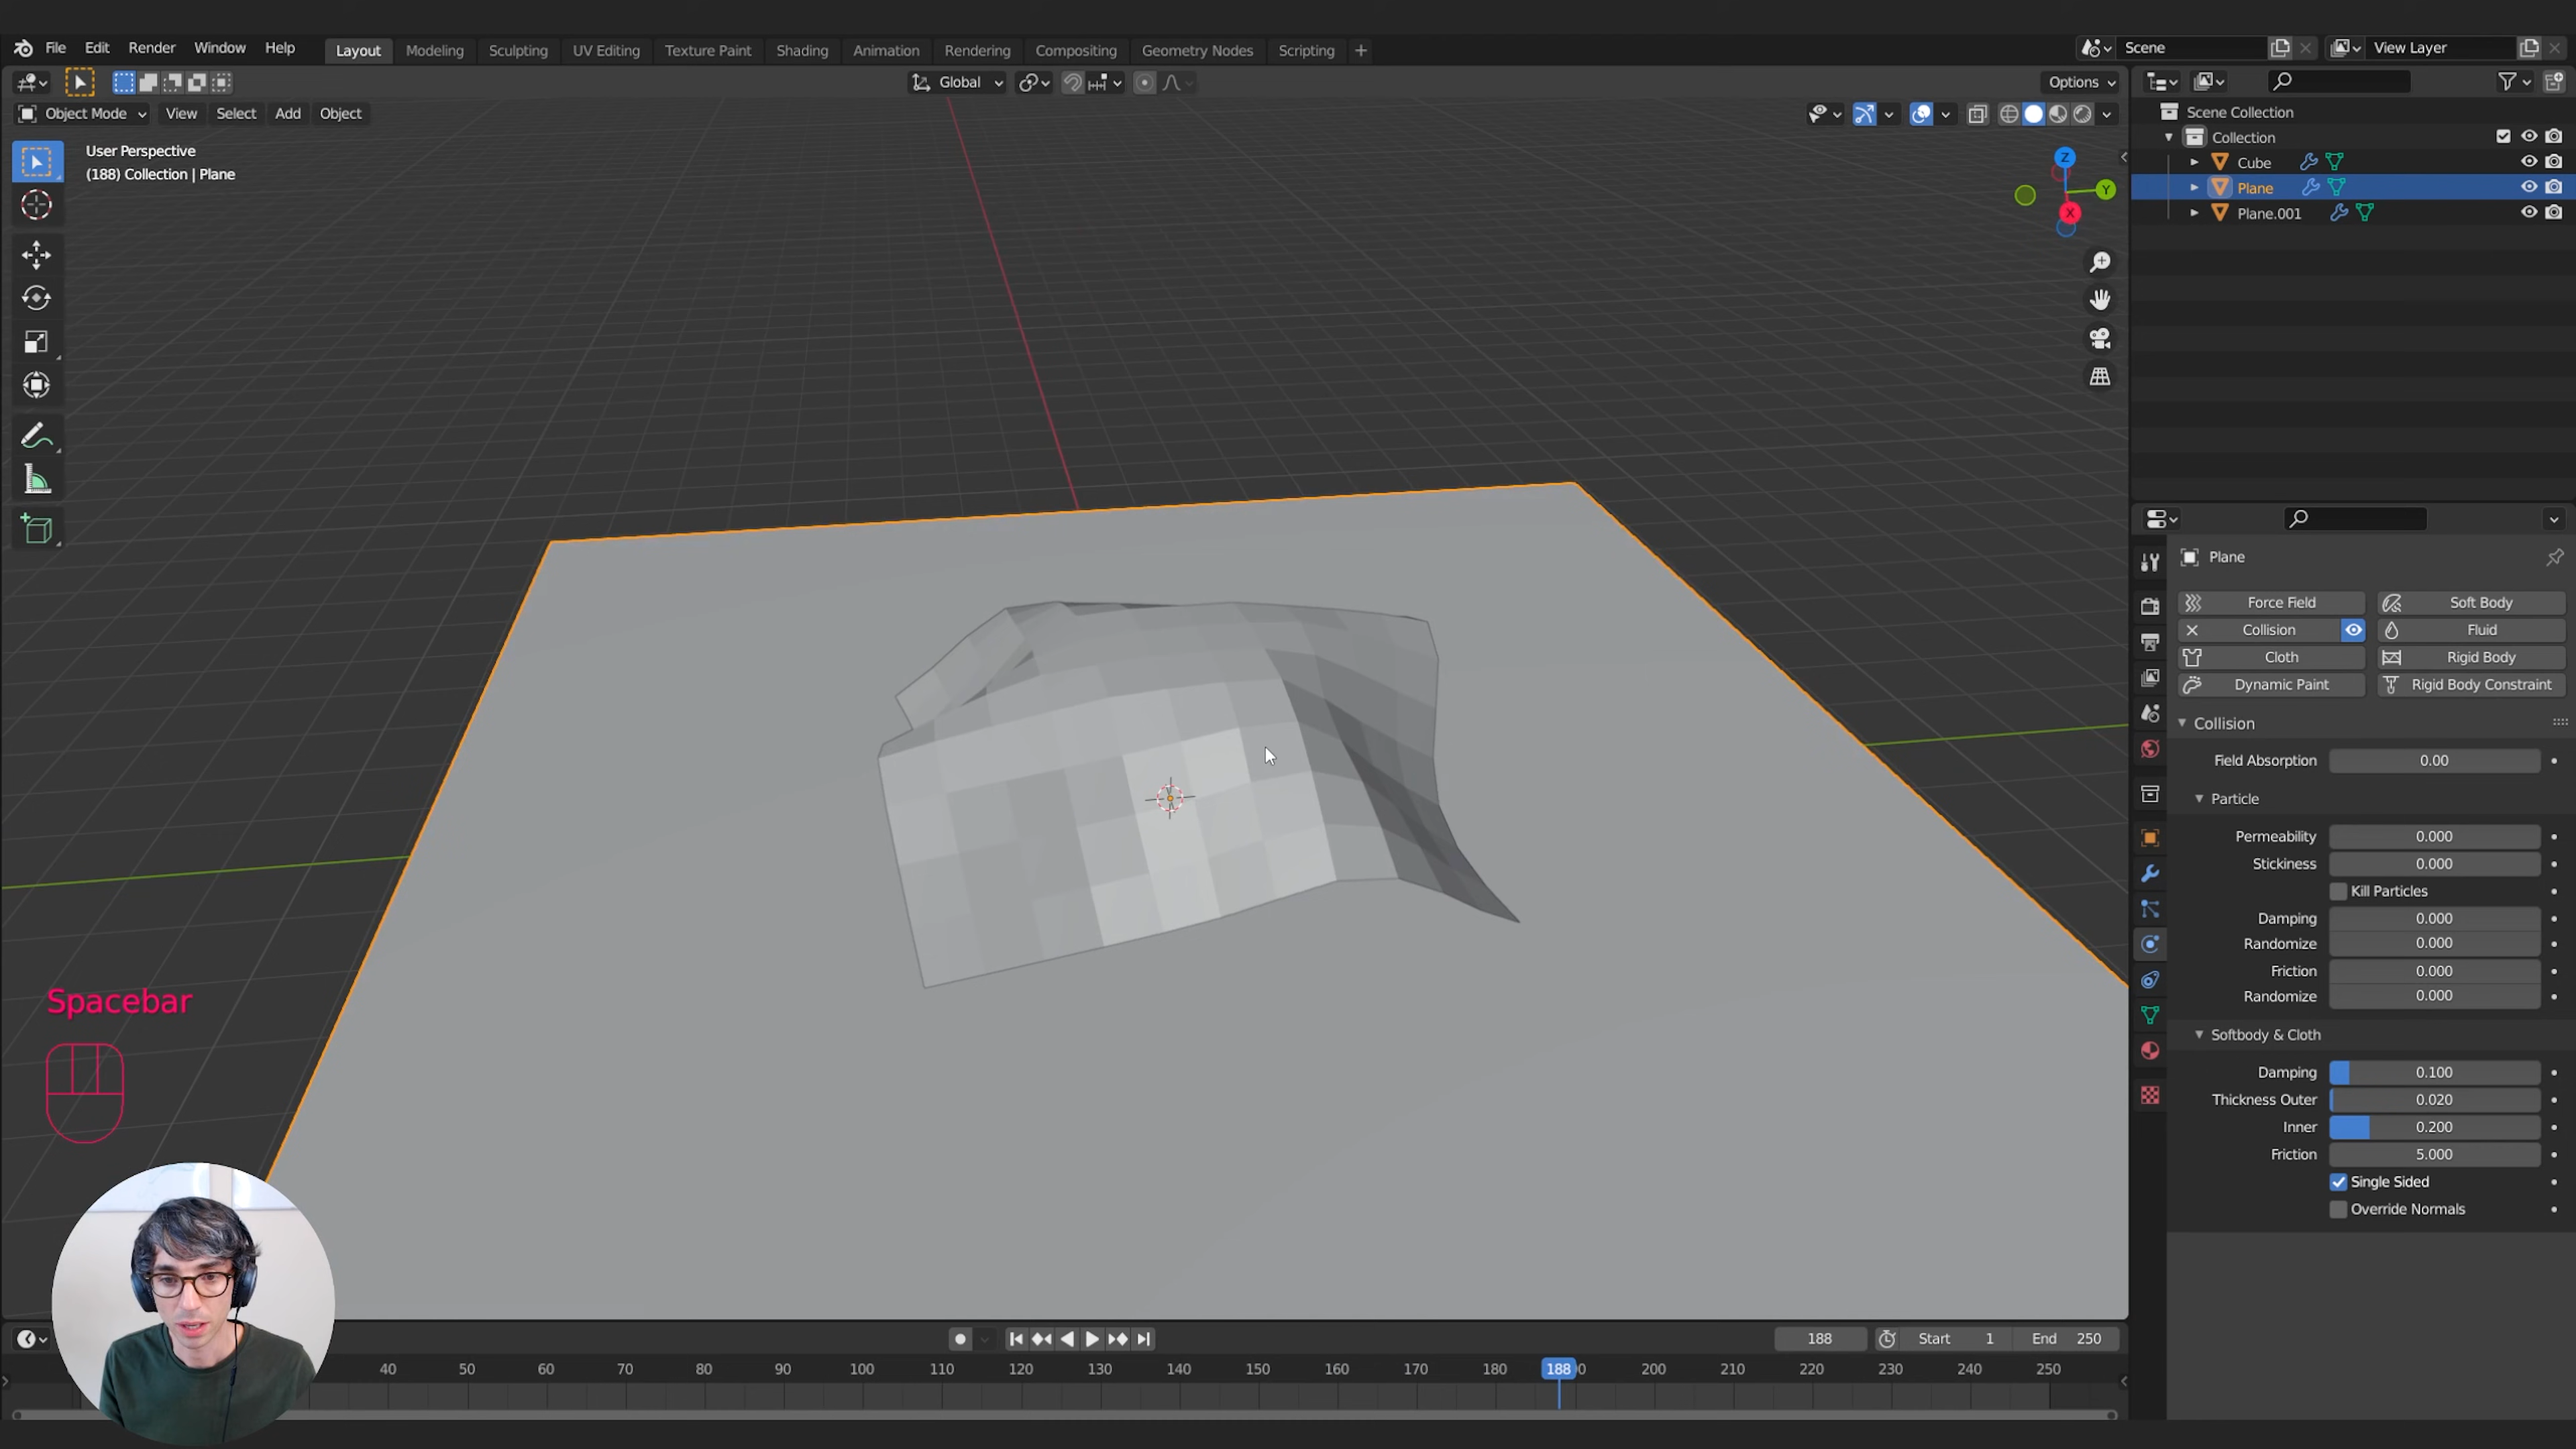 File Edit Render Window Help Layout Modeling Sculpting UV Editing Texture Paint Shading Animation Rendering Compositing Geometry Nodes Scripting +
Scene View Layer
Global Options
Object Mode View Select Add Object
User Perspective
(188) Collection | Plane
Z
Y
X
Scene Collection
Collection
Cube
Plane
Plane.001
Plane
Force Field Soft Body
Collision Fluid
Cloth Rigid Body
Dynamic Paint Rigid Body Constraint
Collision
Field Absorption 0.00
Particle
Permeability 0.000
Stickiness 0.000
Kill Particles
Damping 0.000
Randomize 0.000
Friction 0.000
Randomize 0.000
Softbody & Cloth
Damping 0.100
Thickness Outer 0.020
Inner 0.200
Friction 5.000
Single Sided
Override Normals
Spacebar
188 Start 1 End 250
40 50 60 70 80 90 100 110 120 130 140 150 160 170 180 188 200 210 220 230 240 250